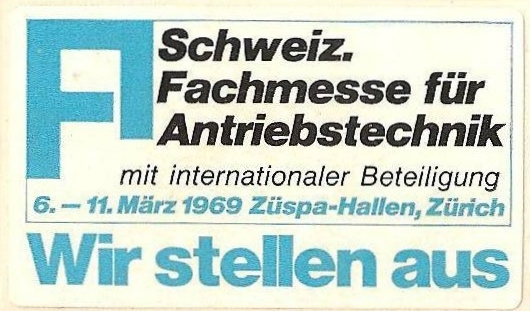 Schweiz.
Fachmesse für
Antriebstechnik
mit internationaler Beteiligung
6. – 11. März 1969 Züspa-Hallen, Zürich
Wir stellen aus